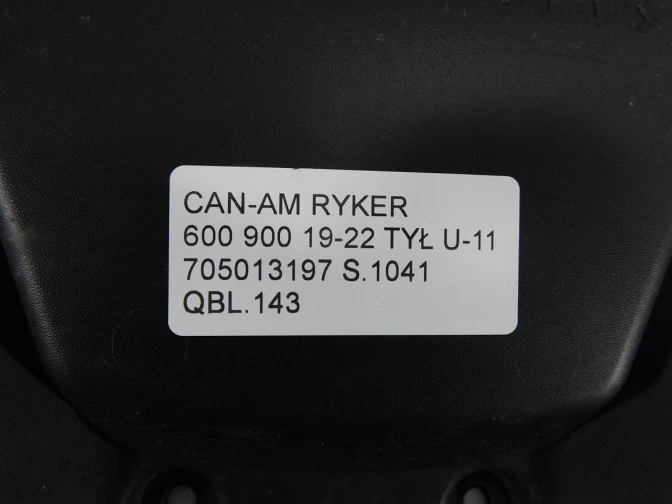 CAN-AM RYKER
600 900 19-22 TYŁ U-11
705013197 S.1041
QBL.143